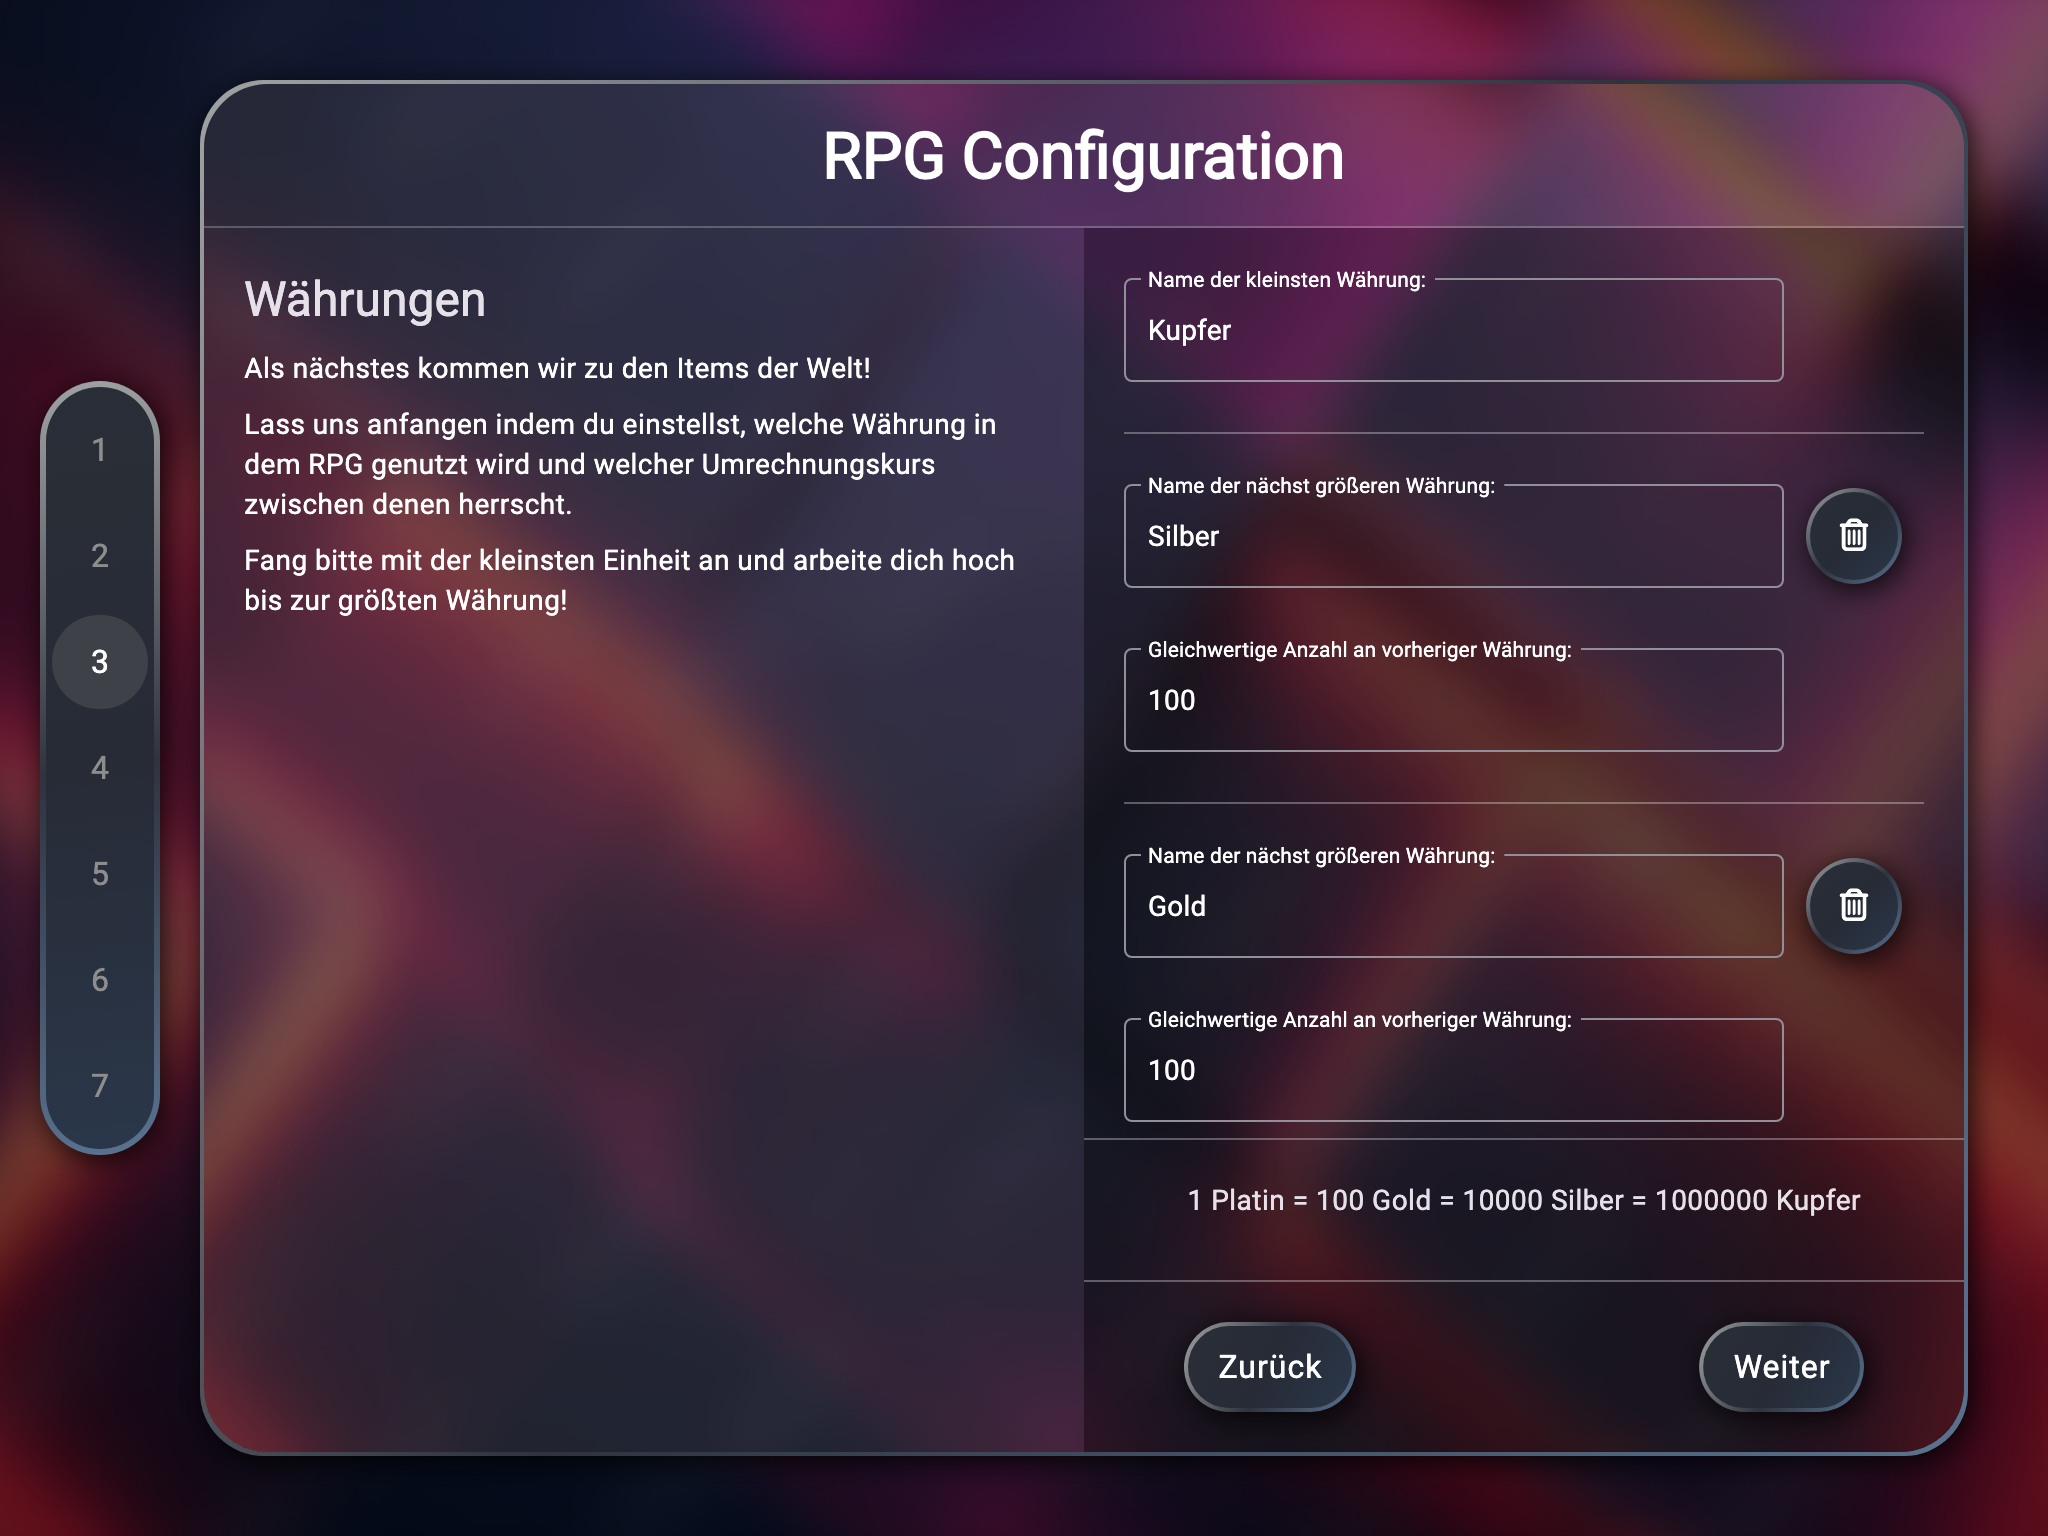 RPG Configuration
1
2
3
4
5
6
7
Währungen
Als nächstes kommen wir zu den Items der Welt!
Lass uns anfangen indem du einstellst, welche Währung in
dem RPG genutzt wird und welcher Umrechnungskurs
zwischen denen herrscht.
Fang bitte mit der kleinsten Einheit an und arbeite dich hoch
bis zur größten Währung!
Name der kleinsten Währung:
Kupfer
Name der nächst größeren Währung:
Silber
Gleichwertige Anzahl an vorheriger Währung:
100
Name der nächst größeren Währung:
Gold
Gleichwertige Anzahl an vorheriger Währung:
100
1 Platin = 100 Gold = 10000 Silber = 1000000 Kupfer
Zurück
Weiter